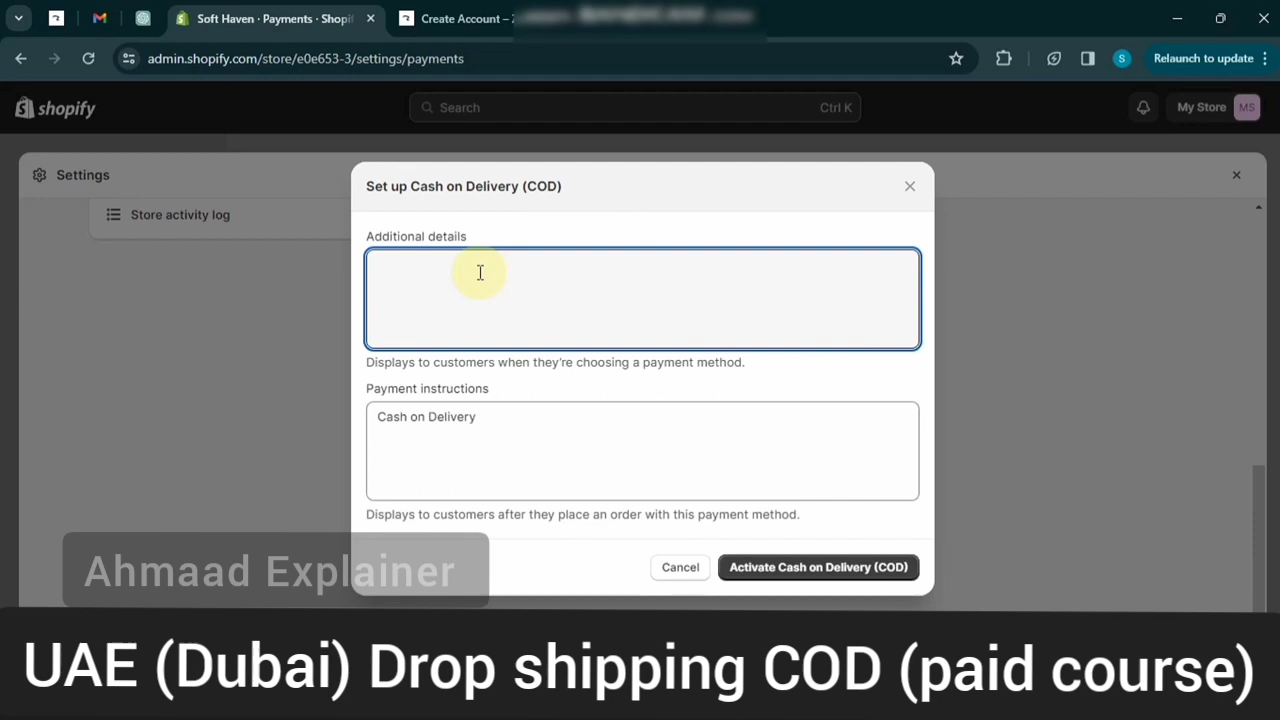 Soft Haven · Payments · Shopif
Create Account –
admin.shopify.com/store/e0e653-3/settings/payments
S
Relaunch to update
shopify
Search
Ctrl K
My Store
MS
Settings
Store activity log
Set up Cash on Delivery (COD)
Additional details
Displays to customers when they're choosing a payment method.
Payment instructions
Cash on Delivery
Displays to customers after they place an order with this payment method.
Cancel
Activate Cash on Delivery (COD)
Ahmaad Explainer
UAE (Dubai) Drop shipping COD (paid course)